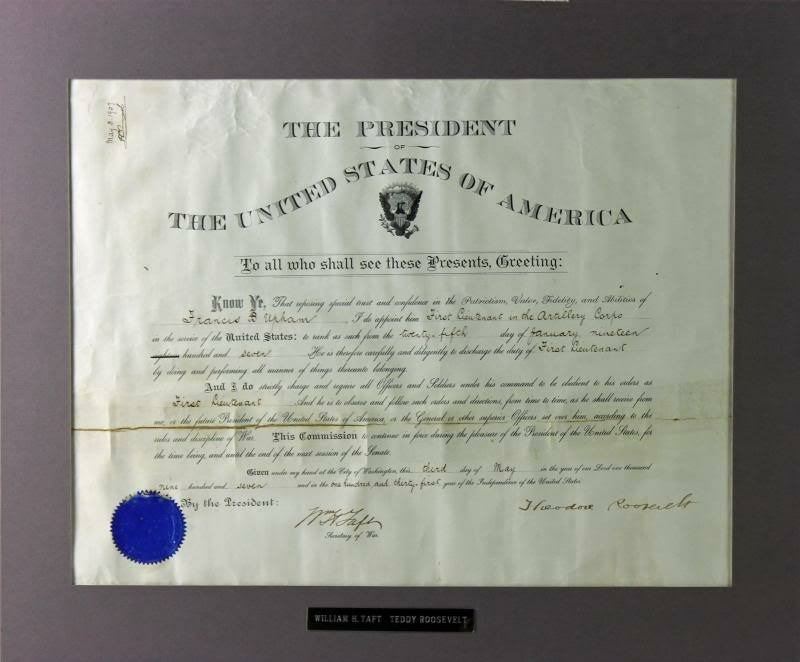 May 8. 1907
THE PRESIDENT
OF
THE UNITED STATES OF AMERICA
To all who shall see these Presents, Greeting:
Know Ye, That reposing special trust and confidence in the Patriotism, Valor, Fidelity, and Abilities of
Francis B Upham, I do appoint him First Lieutenant in the Artillery Corps
in the service of the United States: to rank as such from the twenty fifth day of January, nineteen
hundred and seven He is therefore carefully and diligently to discharge the duty of First Lieutenant
by doing and performing all manner of things thereunto belonging.
And I do strictly charge and require all Officers and Soldiers under his command to be obedient to his orders as
First Lieutenant And he is to observe and follow such orders and directions, from time to time, as he shall receive from
me, or the future President of the United States of America, or the General or other superior Officers set over him, according to the
rules and discipline of War. This Commission to continue in force during the pleasure of the President of the United States, for
the time being, and until the end of the next session of the Senate.
Given under my hand at the City of Washington, this third day of May in the year of our Lord one thousand
nine hundred and seven and in the one hundred and thirty first year of the Independence of the United States.
By the President:
Theodore Roosevelt
Wm H Taft
Secretary of War.
WILLIAM H. TAFT TEDDY ROOSEVELT